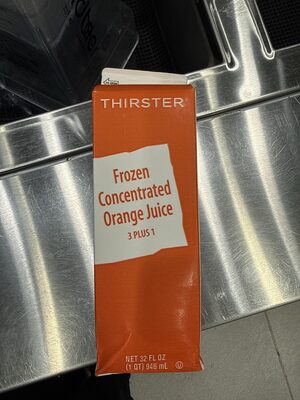 THIRSTER®
Frozen
Concentrated
Orange Juice
3 PLUS 1
NET 32 FL OZ
(1 QT) 946 mL